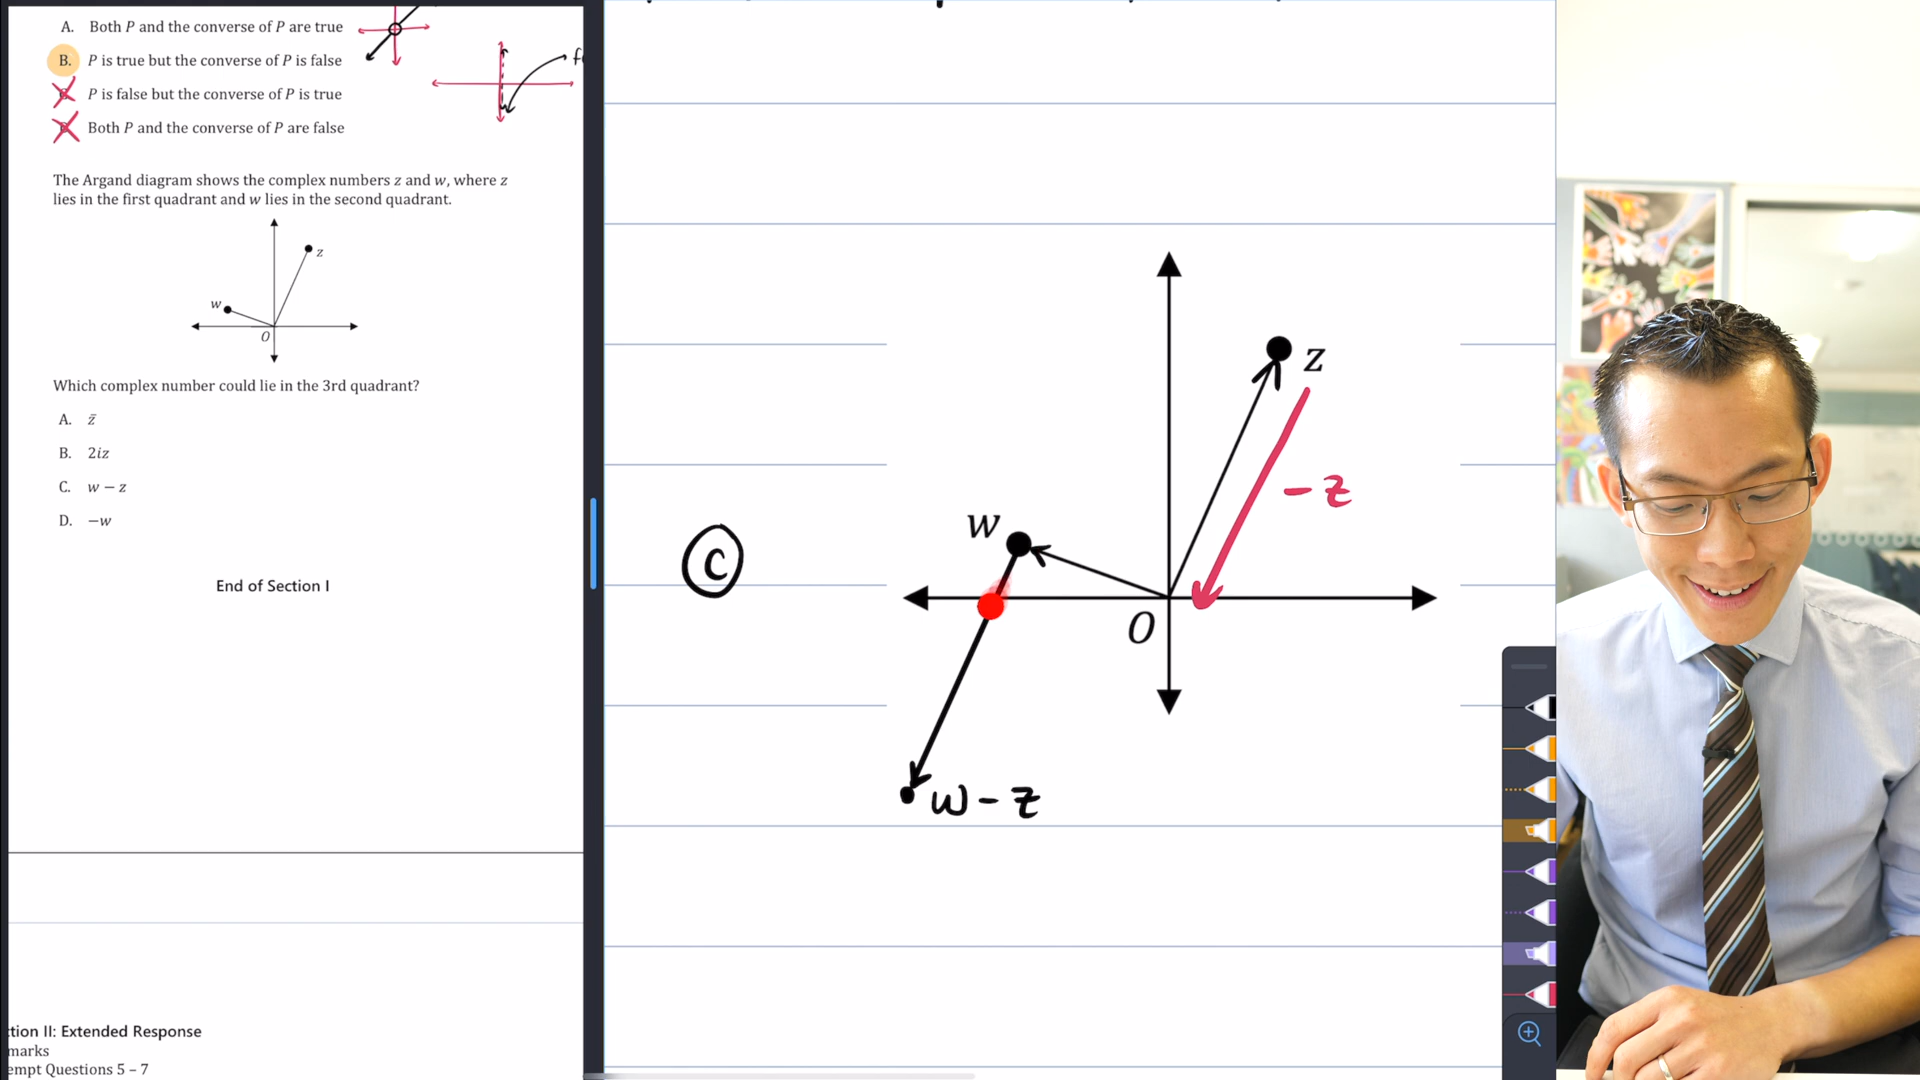 A. Both P and the converse of P are true
B. P is true but the converse of P is false
P is false but the converse of P is true
Both P and the converse of P are false
The Argand diagram shows the complex numbers z and w, where z
lies in the first quadrant and w lies in the second quadrant.
z
w
O
Which complex number could lie in the 3rd quadrant?
A. z̄
B. 2iz
C. w − z
D. −w
End of Section I
ction II: Extended Response
marks
empt Questions 5 – 7
C
z
−z
w
O
w − z